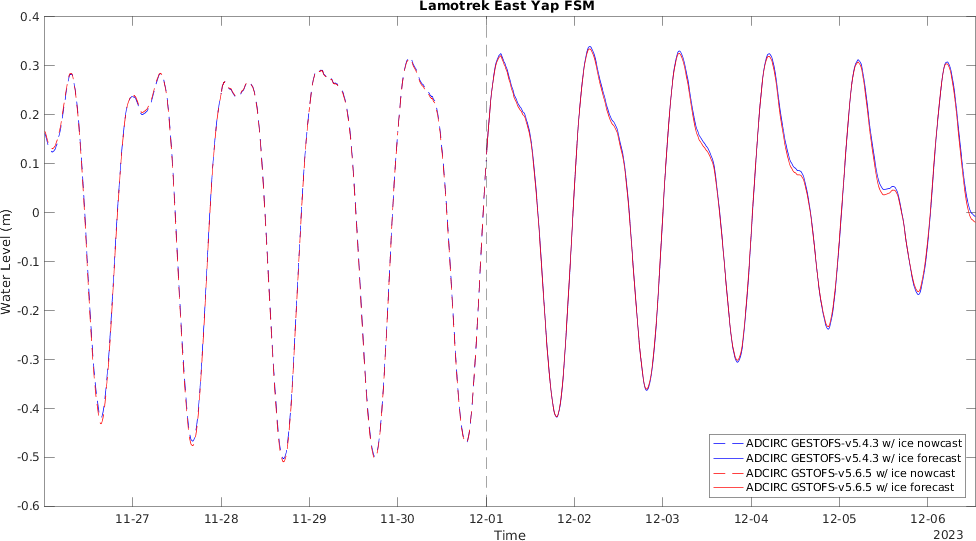 Lamotrek East Yap FSM
0.4
0.3
0.2
0.1
0
-0.1
-0.2
-0.3
-0.4
-0.5
-0.6
Water Level (m)
ADCIRC GESTOFS-v5.4.3 w/ ice nowcast
ADCIRC GESTOFS-v5.4.3 w/ ice forecast
ADCIRC GSTOFS-v5.6.5 w/ ice nowcast
ADCIRC GSTOFS-v5.6.5 w/ ice forecast
11-27 11-28 11-29 11-30 12-01 12-02 12-03 12-04 12-05 12-06
Time
2023